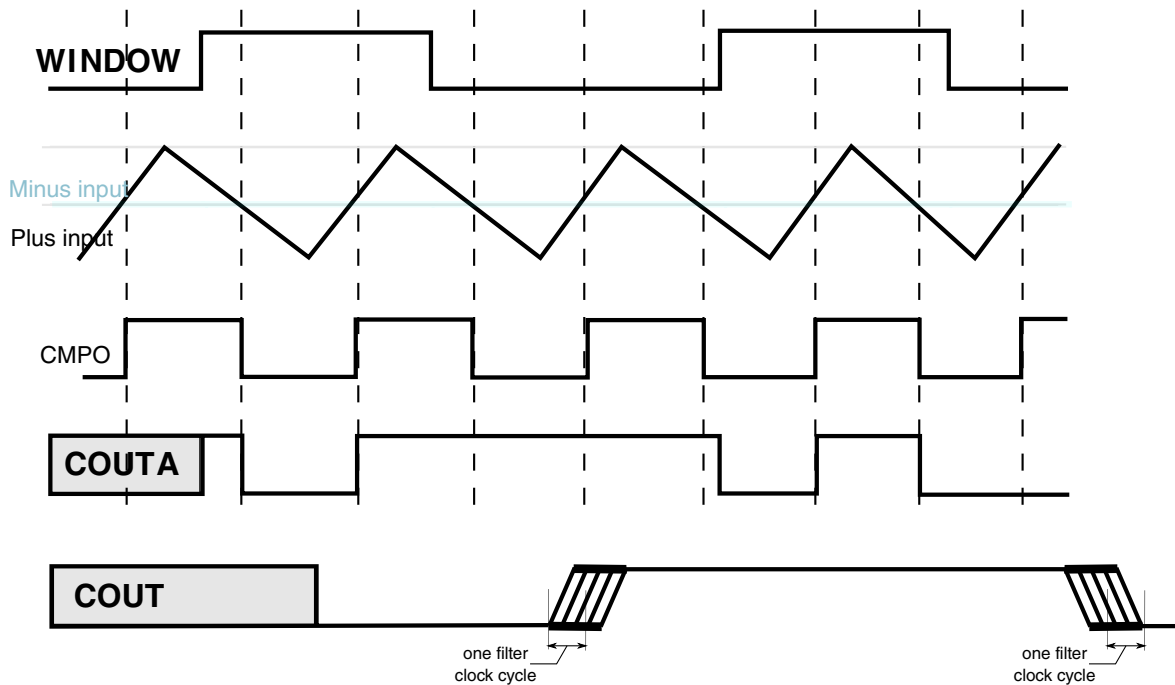 WINDOW
Minus input
Plus input
CMPO
COUTA
COUT
one filter
clock cycle
one filter
clock cycle